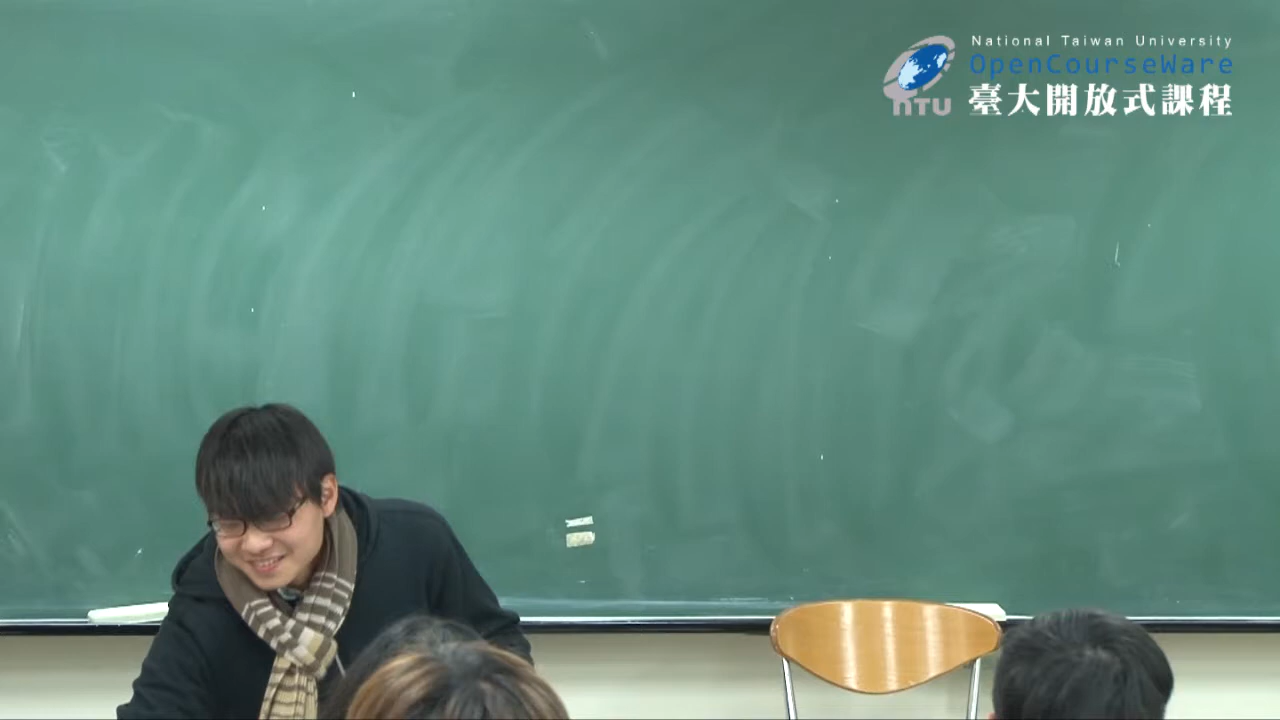 National Taiwan University
OpenCourseWare
NTU
臺大開放式課程